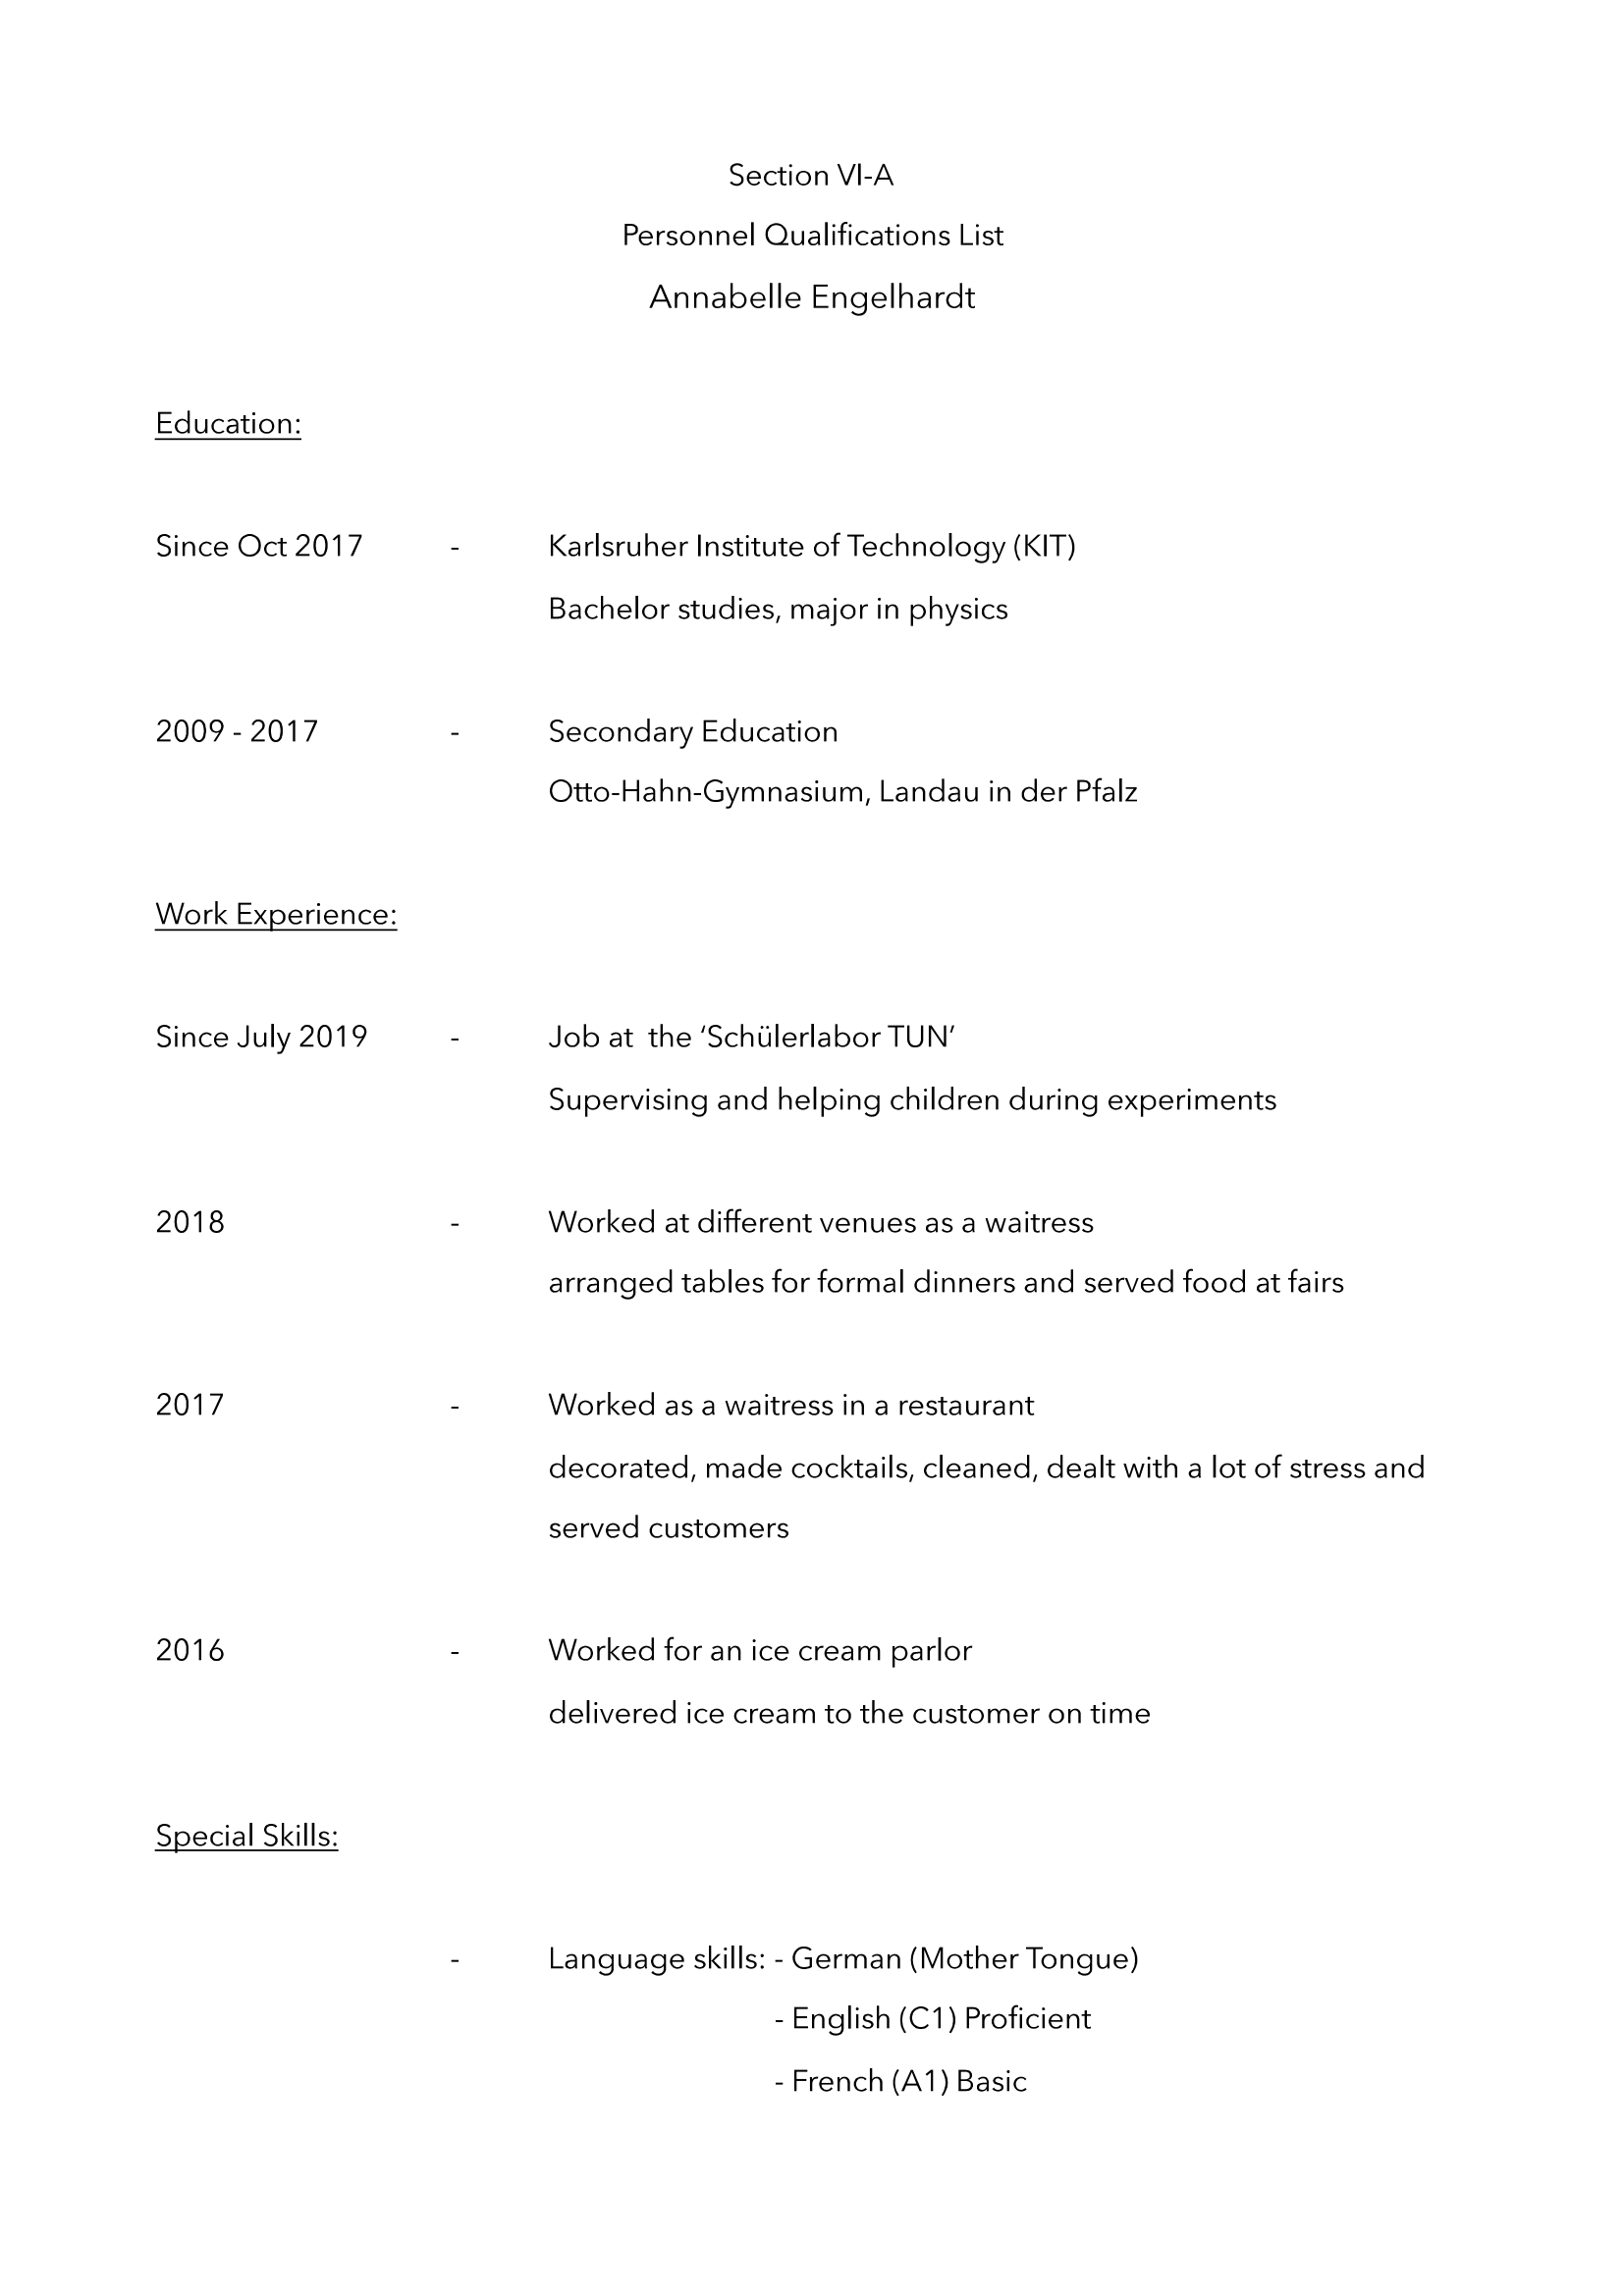 Section VI-A
Personnel Qualifications List
Annabelle Engelhardt
Education:
Since Oct 2017 - Karlsruher Institute of Technology (KIT)
Bachelor studies, major in physics
2009 - 2017 - Secondary Education
Otto-Hahn-Gymnasium, Landau in der Pfalz
Work Experience:
Since July 2019 - Job at  the ‘Schülerlabor TUN’
Supervising and helping children during experiments
2018 - Worked at different venues as a waitress
arranged tables for formal dinners and served food at fairs
2017 - Worked as a waitress in a restaurant
decorated, made cocktails, cleaned, dealt with a lot of stress and
served customers
2016 - Worked for an ice cream parlor
delivered ice cream to the customer on time
Special Skills:
- Language skills: - German (Mother Tongue)
- English (C1) Proficient
- French (A1) Basic